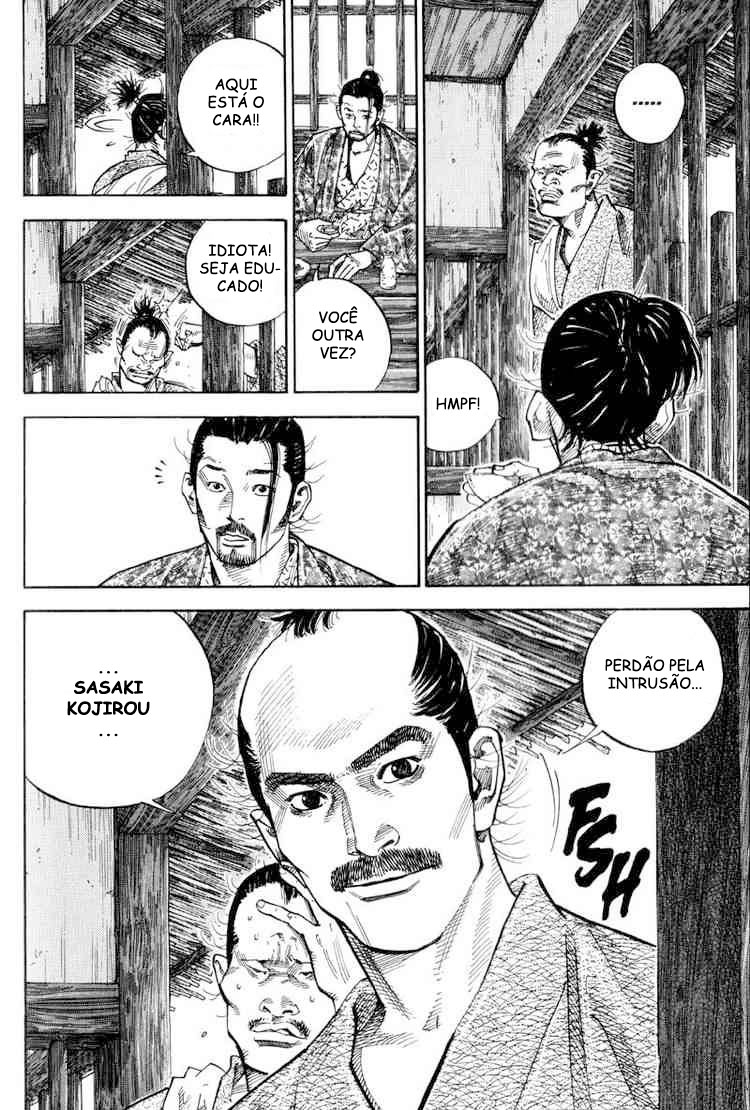 .....
HMPF!
VOCÊ
OUTRA
VEZ?
AQUI
ESTÁ O
CARA!!
IDIOTA!
SEJA EDU-
CADO!
PERDÃO PELA
INTRUSÃO...
FSH
...
SASAKI
KOJIROU
...